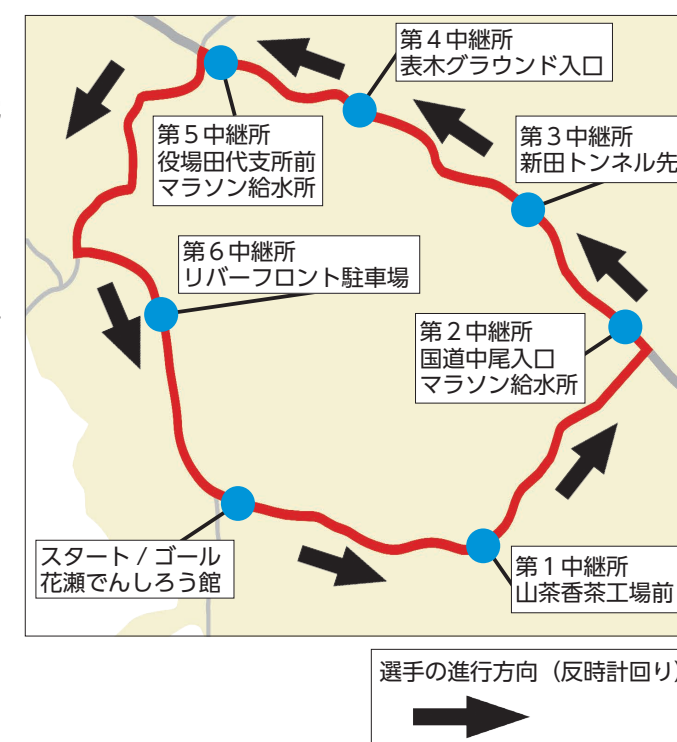 第４中継所
表木グラウンド入口
第３中継所
新田トンネル先
第５中継所
役場田代支所前
マラソン給水所
第６中継所
リバーフロント駐車場
第２中継所
国道中尾入口
マラソン給水所
スタート / ゴール
花瀬でんしろう館
第１中継所
山茶香茶工場前
選手の進行方向（反時計回り）